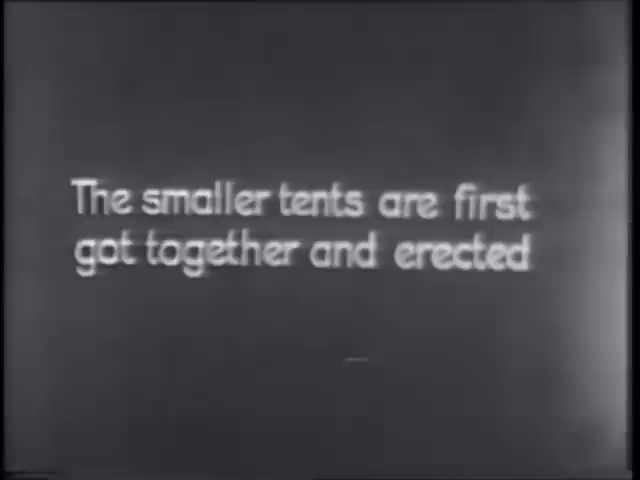 The smaller tents are first
got together and erected